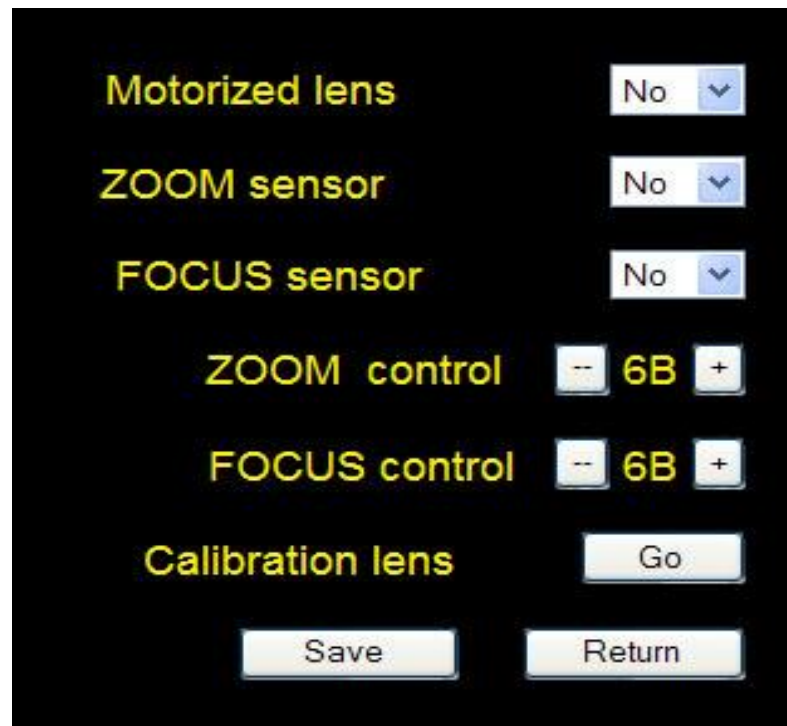 Motorized lens No
ZOOM sensor No
FOCUS sensor No
ZOOM control -- 6B +
FOCUS control -- 6B +
Calibration lens Go
Save Return